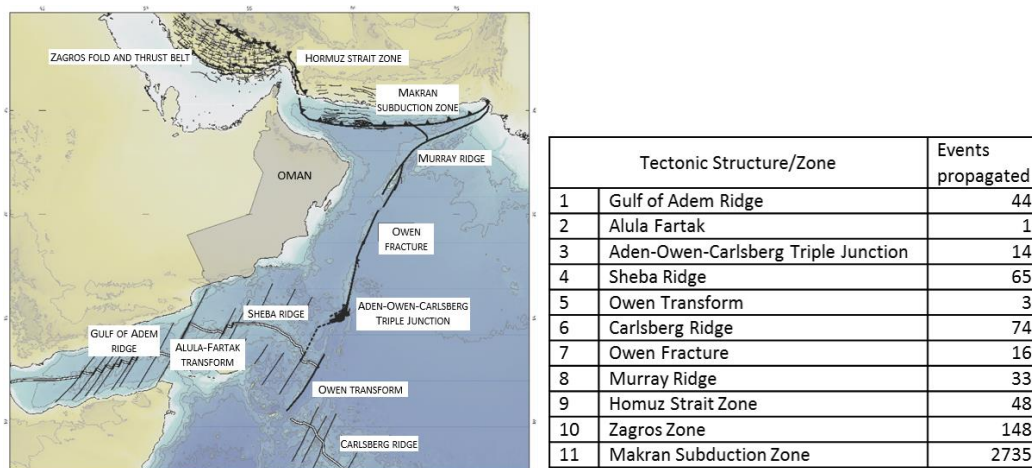 ZAGROS FOLD AND THRUST BELT
HORMUZ STRAIT ZONE
MAKRAN
SUBDUCTION ZONE
MURRAY RIDGE
OMAN
OWEN
FRACTURE
ADEN-OWEN-CARLSBERG
TRIPLE JUNCTION
SHEBA RIDGE
GULF OF ADEM
RIDGE
ALULA-FARTAK
TRANSFORM
OWEN TRANSFORM
CARLSBERG RIDGE
Tectonic Structure/Zone Events propagated
1 Gulf of Adem Ridge 44
2 Alula Fartak 1
3 Aden-Owen-Carlsberg Triple Junction 14
4 Sheba Ridge 65
5 Owen Transform 3
6 Carlsberg Ridge 74
7 Owen Fracture 16
8 Murray Ridge 33
9 Homuz Strait Zone 48
10 Zagros Zone 148
11 Makran Subduction Zone 2735